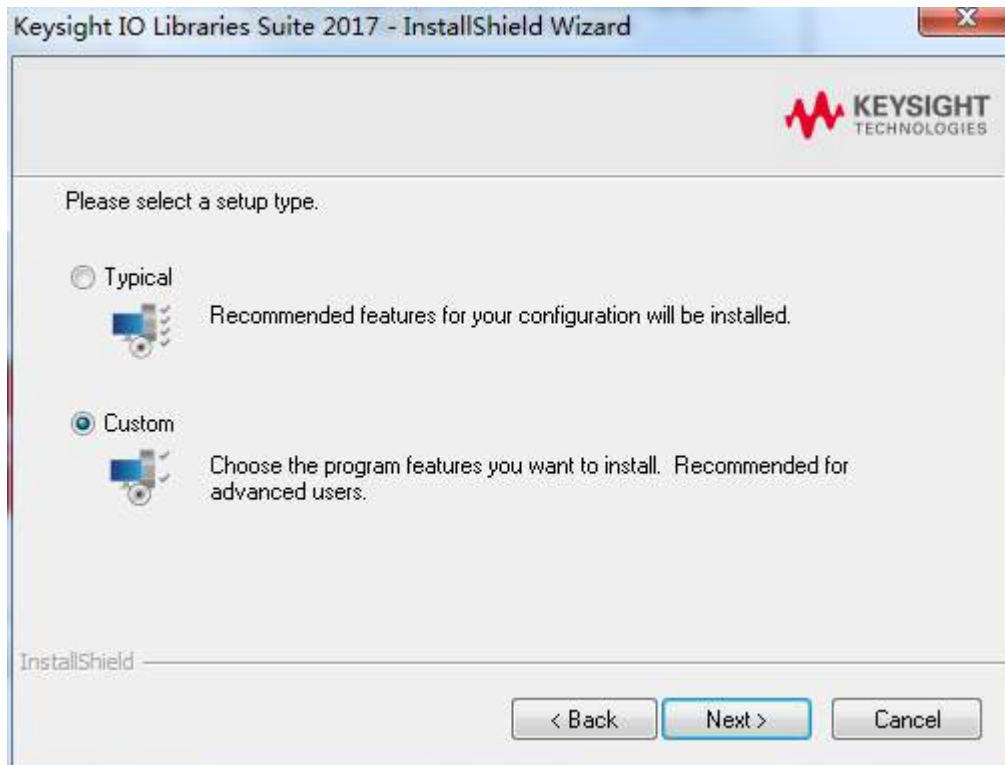 Keysight IO Libraries Suite 2017 - InstallShield Wizard
KEYSIGHT
TECHNOLOGIES
Please select a setup type.
Typical
Recommended features for your configuration will be installed.
Custom
Choose the program features you want to install. Recommended for
advanced users.
InstallShield
< Back
Next >
Cancel